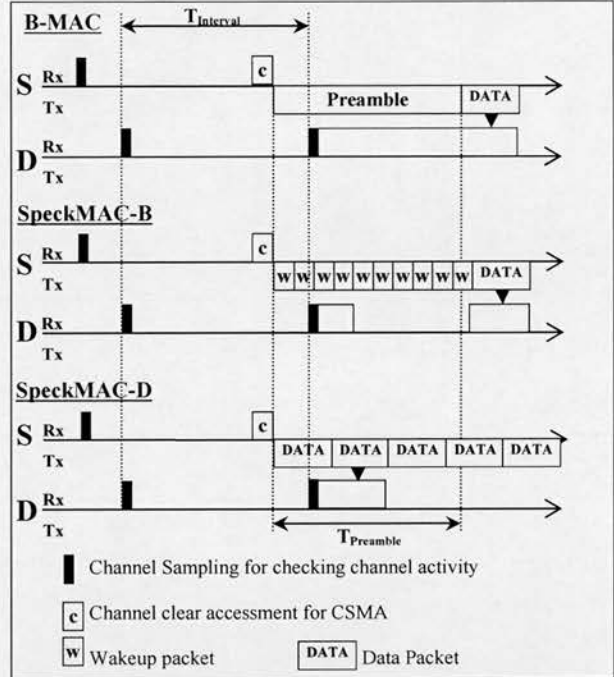 B-MAC
T Interval
c
S Rx
Tx
Preamble DATA
D Rx
Tx
SpeckMAC-B
c
S Rx
Tx
W W W W W W W W W W DATA
D Rx
Tx
SpeckMAC-D
c
S Rx
Tx
DATA DATA DATA DATA DATA
D Rx
Tx
T Preamble
Channel Sampling for checking channel activity
c Channel clear accessment for CSMA
W Wakeup packet DATA Data Packet